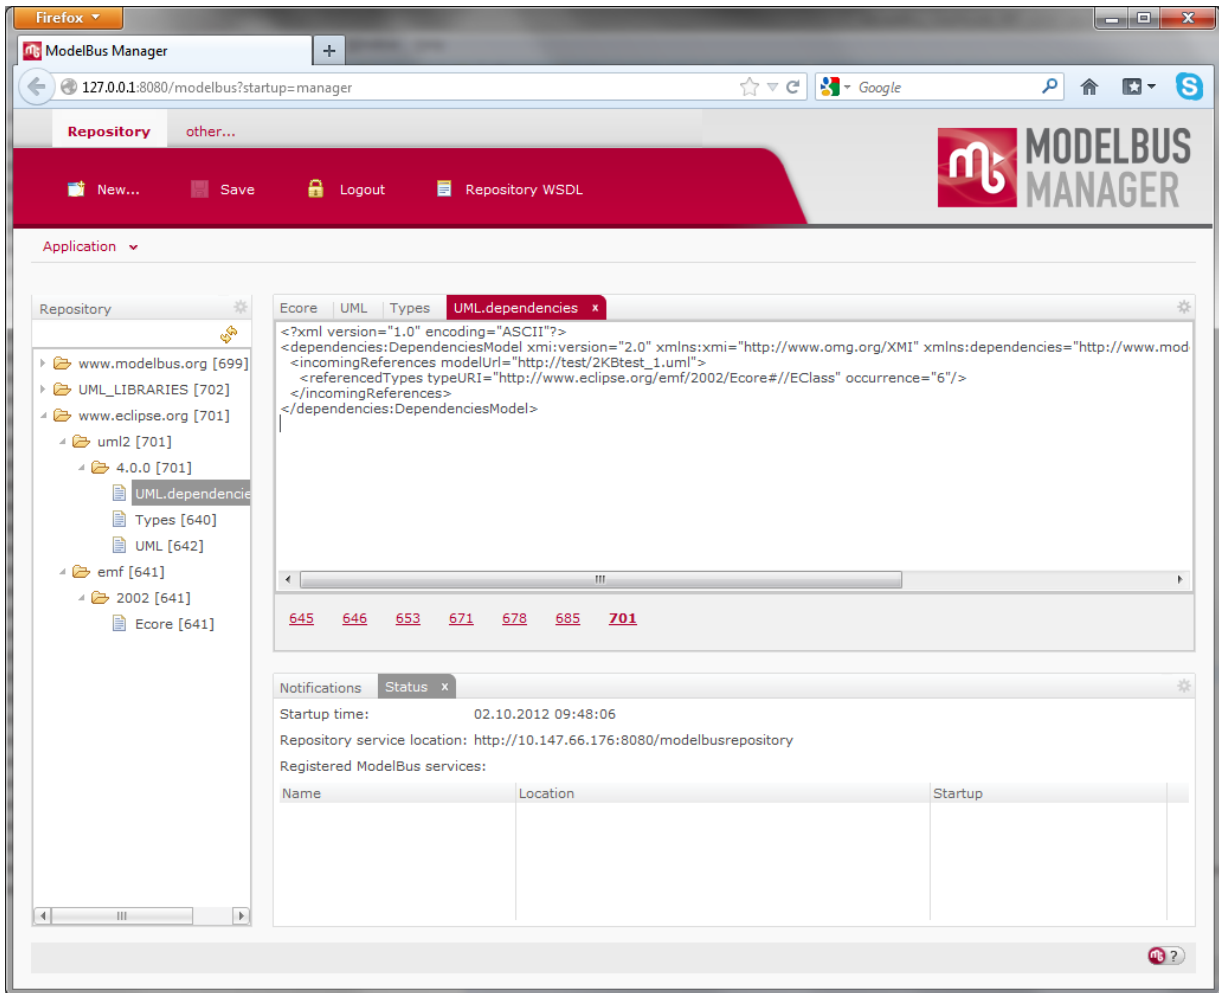 Firefox
ModelBus Manager
127.0.0.1:8080/modelbus?startup=manager
Google
Repository other...
MODELBUS
MANAGER
New... Save Logout Repository WSDL
Application
Repository
www.modelbus.org [699]
UML_LIBRARIES [702]
www.eclipse.org [701]
uml2 [701]
4.0.0 [701]
UML.dependencie
Types [640]
UML [642]
emf [641]
2002 [641]
Ecore [641]
Ecore UML Types UML.dependencies x
<?xml version="1.0" encoding="ASCII"?>
<dependencies:DependenciesModel xmi:version="2.0" xmlns:xmi="http://www.omg.org/XMI" xmlns:dependencies="http://www.mod
<incomingReferences modelUrl="http://test/2KBtest_1.uml">
<referencedTypes typeURI="http://www.eclipse.org/emf/2002/Ecore#//EClass" occurrence="6"/>
</incomingReferences>
</dependencies:DependenciesModel>
645 646 653 671 678 685 701
Notifications Status x
Startup time: 02.10.2012 09:48:06
Repository service location: http://10.147.66.176:8080/modelbusrepository
Registered ModelBus services:
Name Location Startup